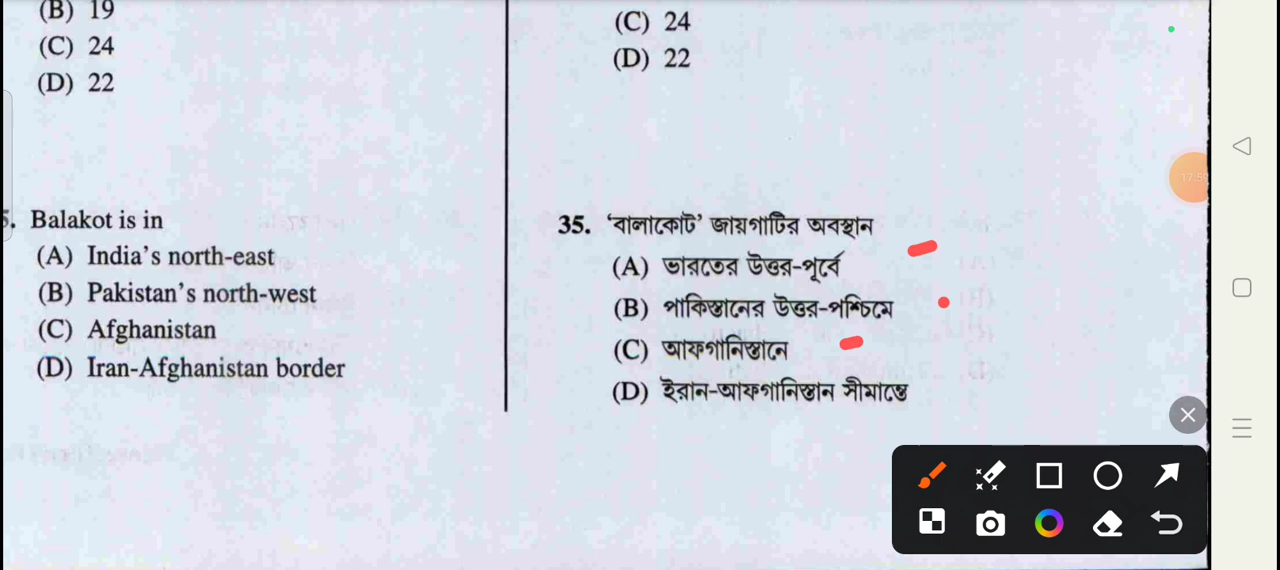 (B) 19
(C) 24
(D) 22
5. Balakot is in
(A) India's north-east
(B) Pakistan's north-west
(C) Afghanistan
(D) Iran-Afghanistan border
(C) 24
(D) 22
35. 'বালাকোট' জায়গাটির অবস্থান
(A) ভারতের উত্তর-পূর্বে
(B) পাকিস্তানের উত্তর-পশ্চিমে
(C) আফগানিস্তানে
(D) ইরান-আফগানিস্তান সীমান্তে